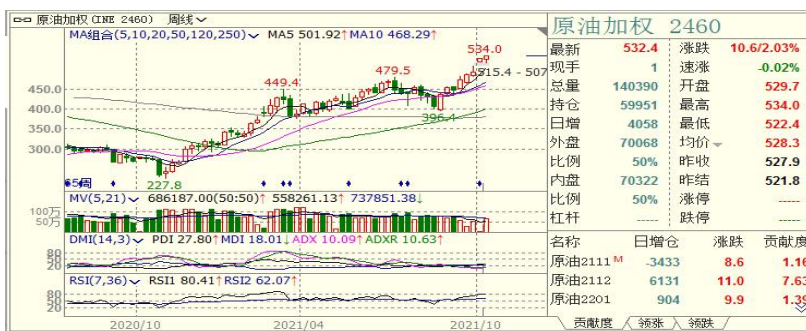 原油加权 (INE 2460) 周线
MA组合(5,10,20,50,120,250) MA5 501.92↑ MA10 468.29↑
534.0
515.4 - 507
479.5
449.4
450.0
400.0
396.4
350.0
300.0
周
227.8
MV(5,21) 686187.00(50:50)↑ 558261.13↑ 737851.38↓
100万
50万
DMI(14,3) PDI 27.80↑ MDI 18.01↓ ADX 10.09↑ ADXR 10.63↑
80
20
RSI(7,36) RSI1 80.41↑ RSI2 62.07↑
80
50
20
2020/10 2021/04 2021/10
原油加权 2460
最新 532.4 涨跌 10.6/2.03%
现手 1 速涨 -0.02%
总量 140390 开盘 529.7
持仓 59951 最高 534.0
日增 4058 最低 522.4
外盘 70068 均价 528.3
比例 50% 昨收 527.9
内盘 70322 昨结 521.8
比例 50% 涨停 -----
杠杆 ----- 跌停 -----
名称 日增仓 涨跌 贡献度
原油2111 M -3433 8.6 1.16
原油2112 6131 11.0 7.63
原油2201 904 9.9 1.39
贡献度 领涨 领跌